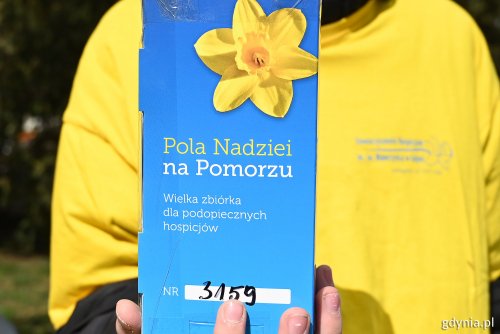 Pola Nadziei
na Pomorzu
Wielka zbiórka
dla podopiecznych
hospicjów
NR 3159
gdynia.pl